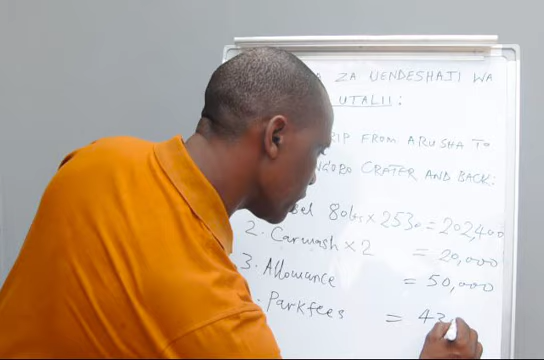 ZA UENDESHAJI WA
UTALII:
FROM ARUSHA TO
CRATER AND BACK:
80lts x 2530 = 202,400
2. Carwash x 2 = 20,000
3. Allowance = 50,000
Parkfees = 43